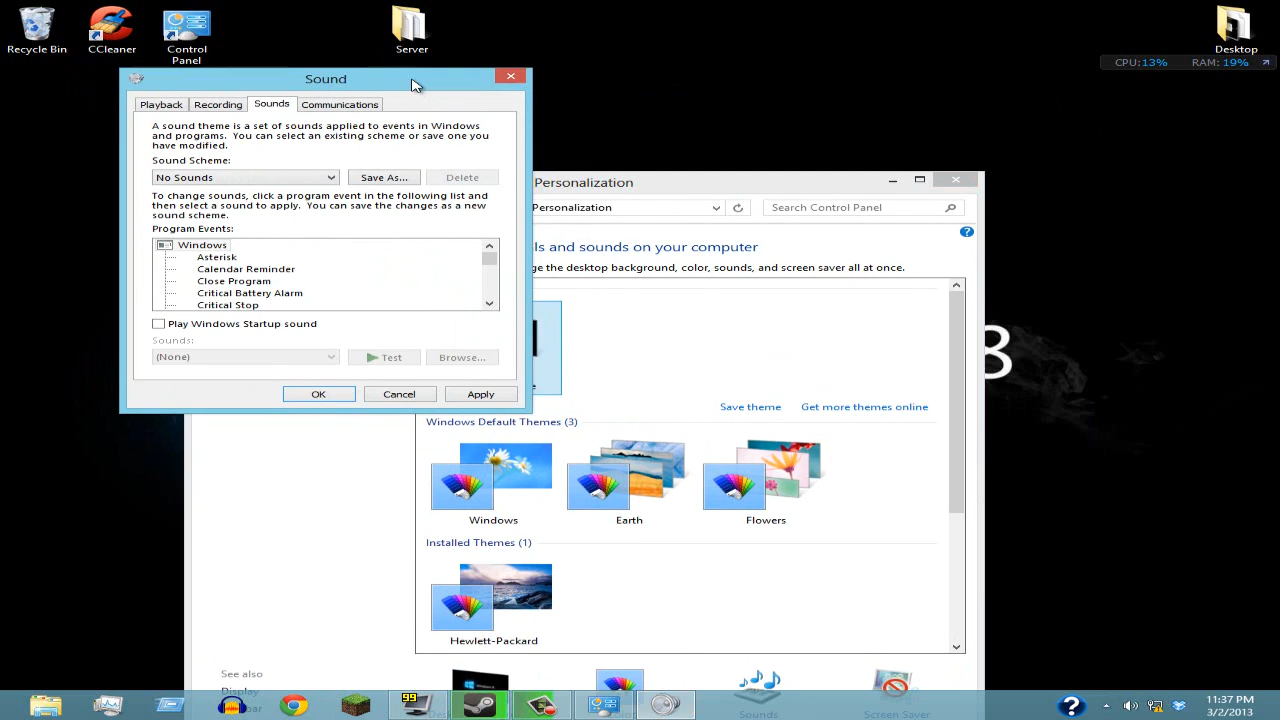 Recycle Bin
CCleaner
Control
Panel
Server
Desktop
CPU:13% RAM: 19%
Sound
Playback Recording Sounds Communications
A sound theme is a set of sounds applied to events in Windows
and programs. You can select an existing scheme or save one you
have modified.
Sound Scheme:
No Sounds Save As... Delete
To change sounds, click a program event in the following list and
then select a sound to apply. You can save the changes as a new
sound scheme.
Program Events:
Windows
Asterisk
Calendar Reminder
Close Program
Critical Battery Alarm
Critical Stop
Play Windows Startup sound
Sounds:
(None) Test Browse...
OK Cancel Apply
Personalization
Personalization Search Control Panel
ls and sounds on your computer
ge the desktop background, color, sounds, and screen saver all at once.
8
e
Save theme Get more themes online
Windows Default Themes (3)
Windows Earth Flowers
Installed Themes (1)
Hewlett-Packard
See also
Display
Sounds
Screen Saver
99
11:37 PM
3/2/2013